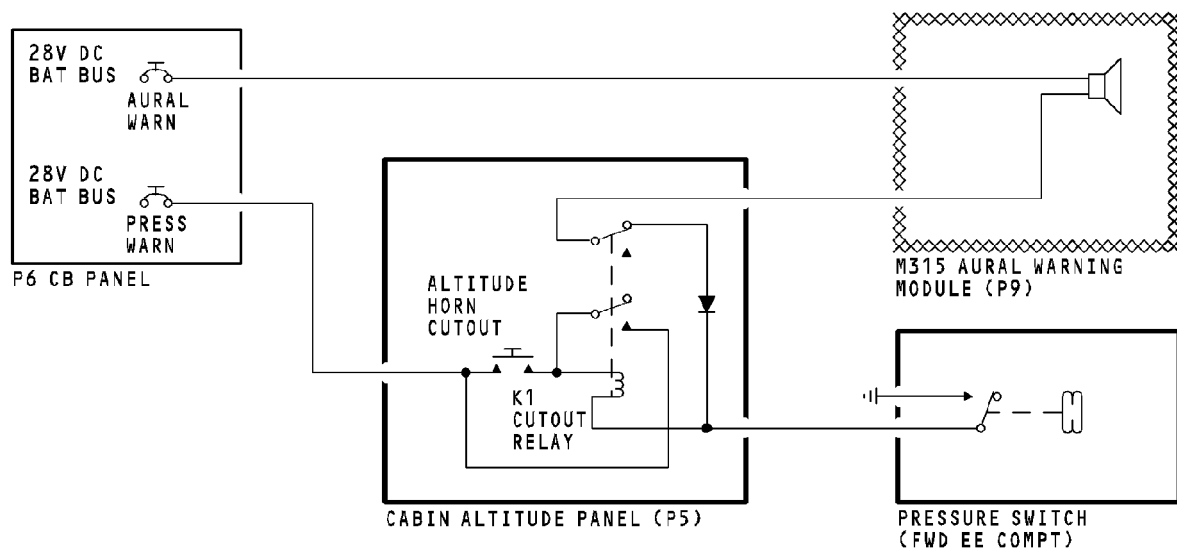 28V DC
BAT BUS
AURAL
WARN
28V DC
BAT BUS
PRESS
WARN
P6 CB PANEL
ALTITUDE
HORN
CUTOUT
K1
CUTOUT
RELAY
CABIN ALTITUDE PANEL (P5)
M315 AURAL WARNING
MODULE (P9)
PRESSURE SWITCH
(FWD EE COMPT)